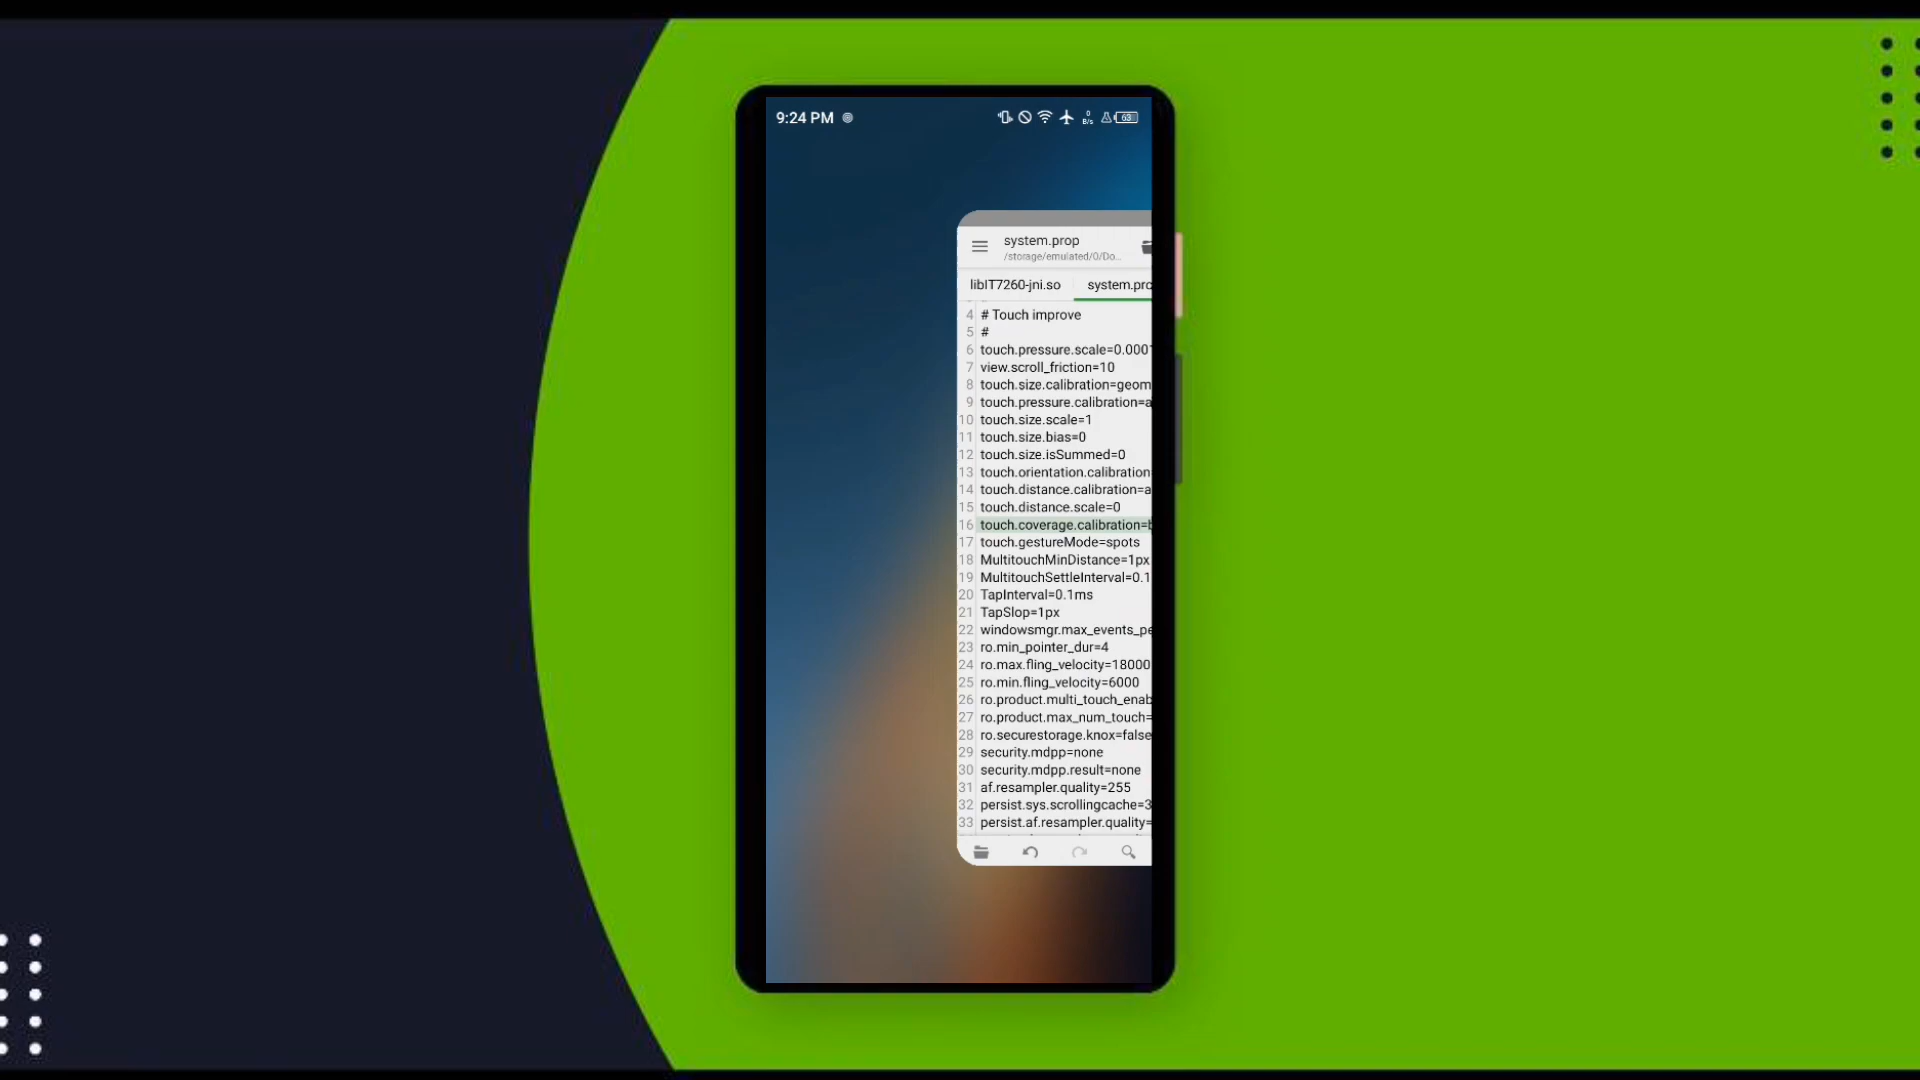 9:24 PM
0
B/s
63
system.prop
/storage/emulated/0/Do...
libIT7260-jni.so
system.pro
4 # Touch improve
5 #
6 touch.pressure.scale=0.0001
7 view.scroll_friction=10
8 touch.size.calibration=geom
9 touch.pressure.calibration=a
10 touch.size.scale=1
11 touch.size.bias=0
12 touch.size.isSummed=0
13 touch.orientation.calibration
14 touch.distance.calibration=a
15 touch.distance.scale=0
16 touch.coverage.calibration=b
17 touch.gestureMode=spots
18 MultitouchMinDistance=1px
19 MultitouchSettleInterval=0.1
20 TapInterval=0.1ms
21 TapSlop=1px
22 windowsmgr.max_events_pe
23 ro.min_pointer_dur=4
24 ro.max.fling_velocity=18000
25 ro.min.fling_velocity=6000
26 ro.product.multi_touch_enab
27 ro.product.max_num_touch=
28 ro.securestorage.knox=false
29 security.mdpp=none
30 security.mdpp.result=none
31 af.resampler.quality=255
32 persist.sys.scrollingcache=3
33 persist.af.resampler.quality=